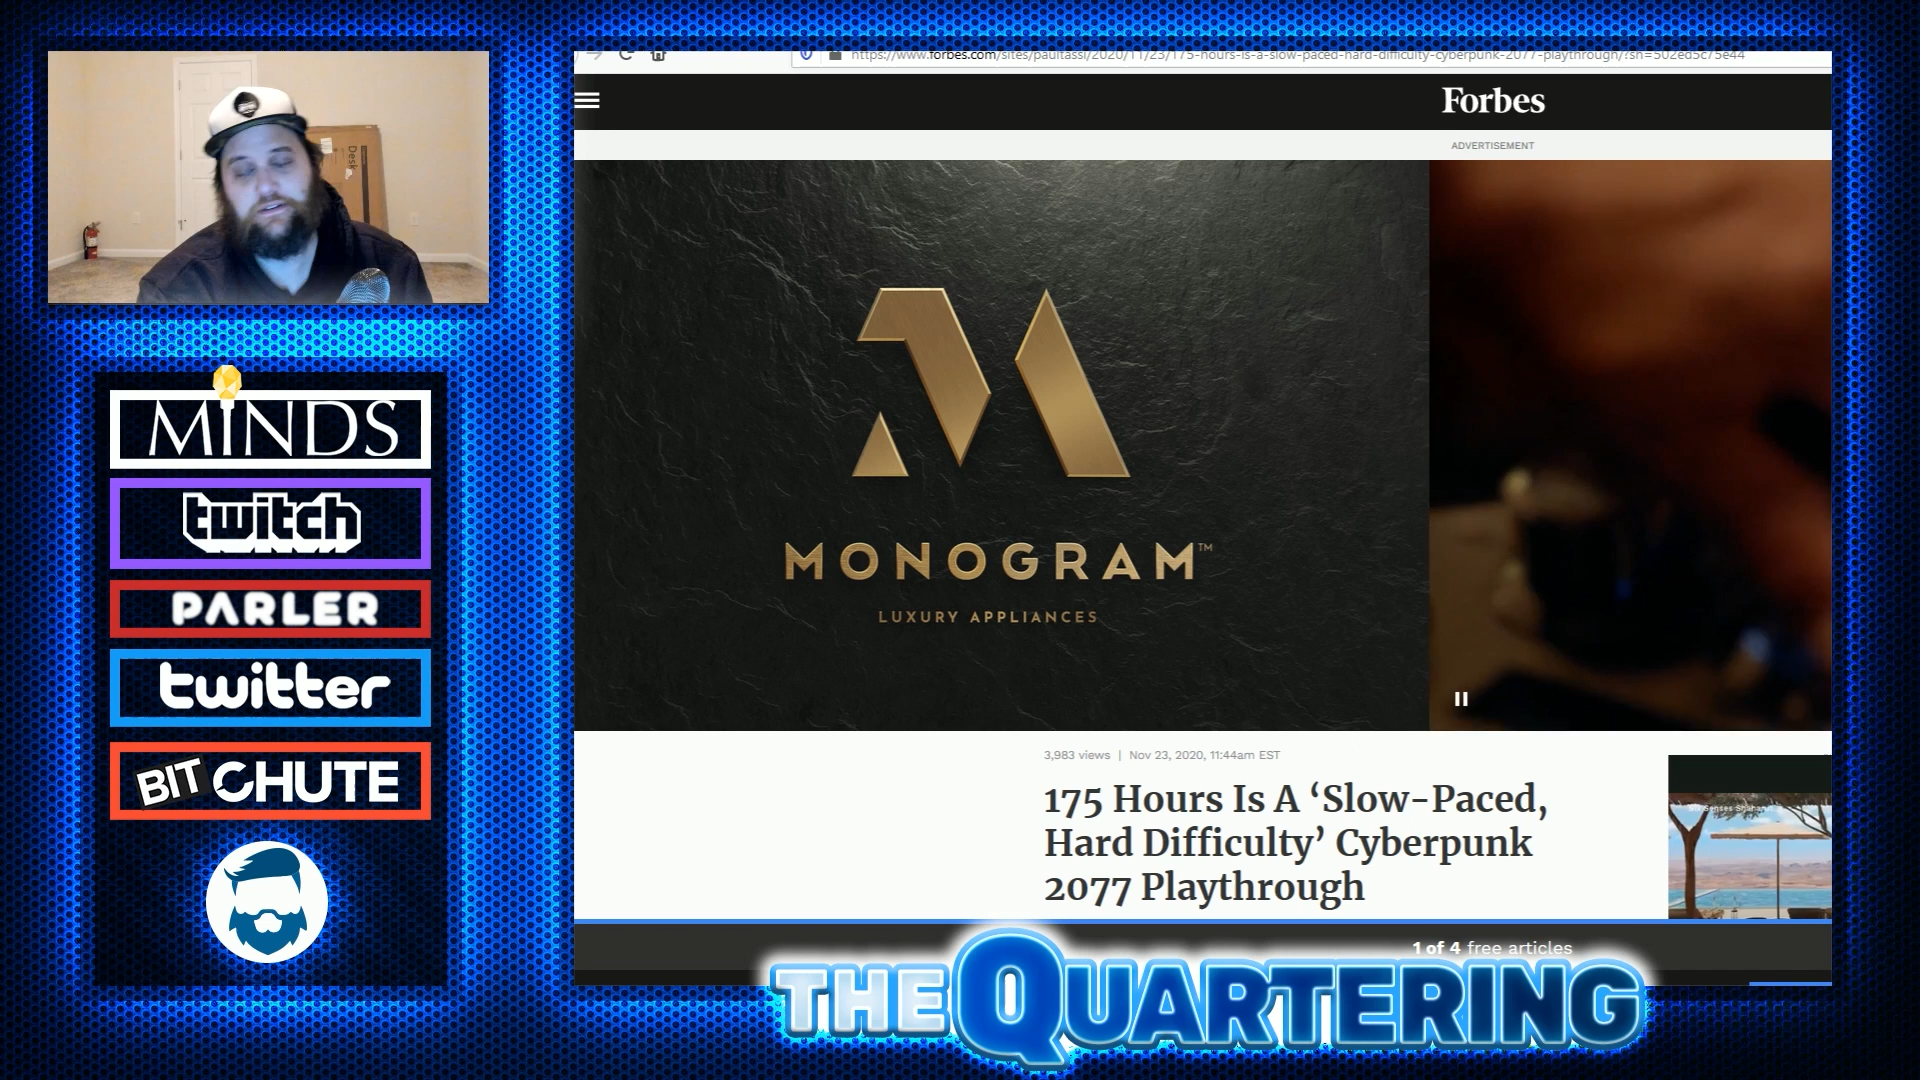 https://www.forbes.com/sites/paultassi/2020/11/23/175-hours-is-a-slow-paced-hard-difficulty-cyberpunk-2077-playthrough/?sh=502ed5c75e44
Forbes
ADVERTISEMENT
Desk
MINDS
twitch
PARLER
twitter
BITCHUTE
MONOGRAM™
LUXURY APPLIANCES
3,983 views | Nov 23, 2020, 11:44am EST
175 Hours Is A ‘Slow-Paced,
Hard Difficulty’ Cyberpunk
2077 Playthrough
1 of 4 free articles
THE QUARTERING